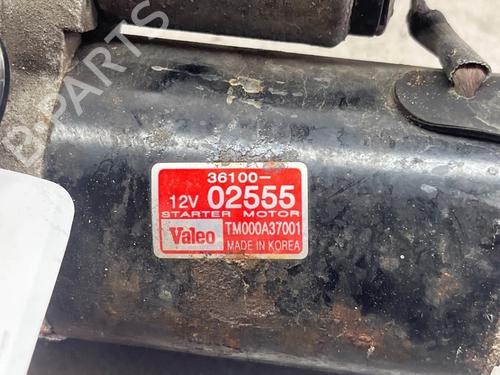 B-PARTS
36100-
12V 02555
STARTER MOTOR
Valeo TM000A37001
MADE IN KOREA